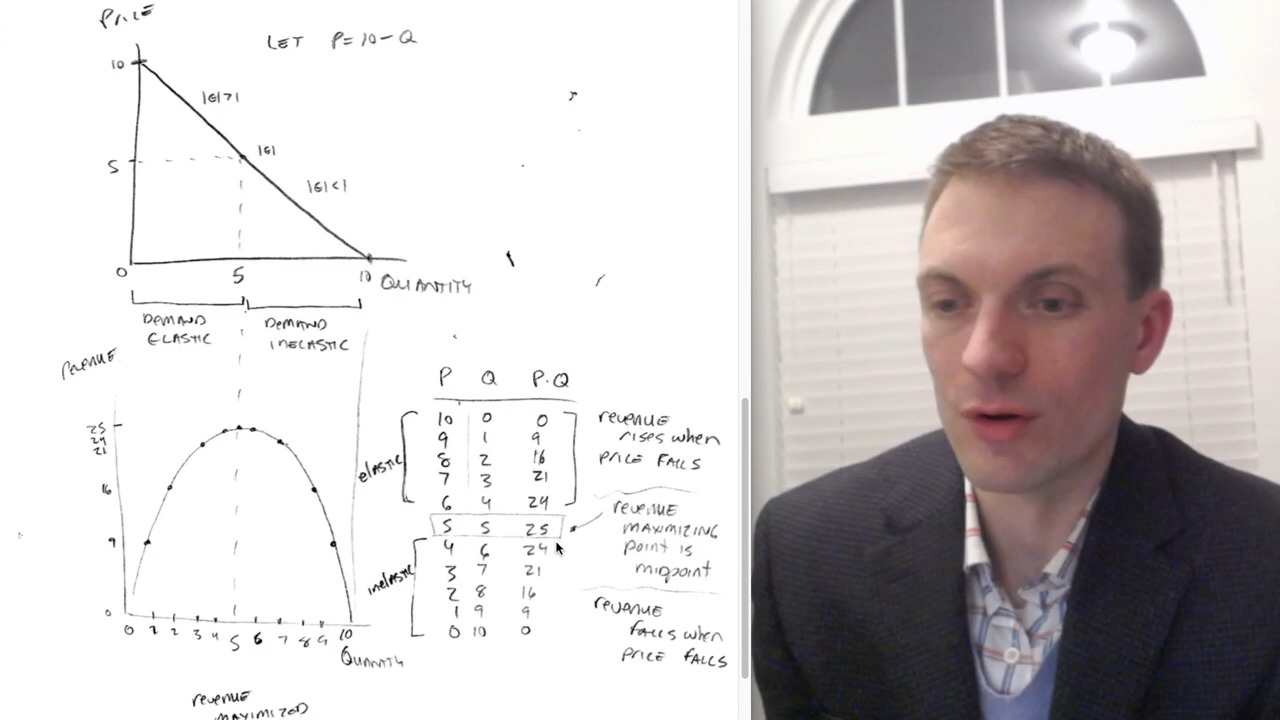 PRICE
LET P=10-Q
10
|ε|>1
|ε|
5
|ε|<1
0
5
10
QUANTITY
DEMAND
ELASTIC
DEMAND
INELASTIC
revenue
25
24
21
16
9
0
0 1 2 3 4 5 6 7 8 9 10
QUANTITY
revenue
MAXIMIZED
P Q P.Q
10 0 0
9 1 9
8 2 16
7 3 21
6 4 24
5 5 25
4 6 24
3 7 21
2 8 16
1 9 9
0 10 0
elastic
inelastic
revenue
rises when
price falls
revenue
maximizing
point is
midpoint
revenue
falls when
price falls